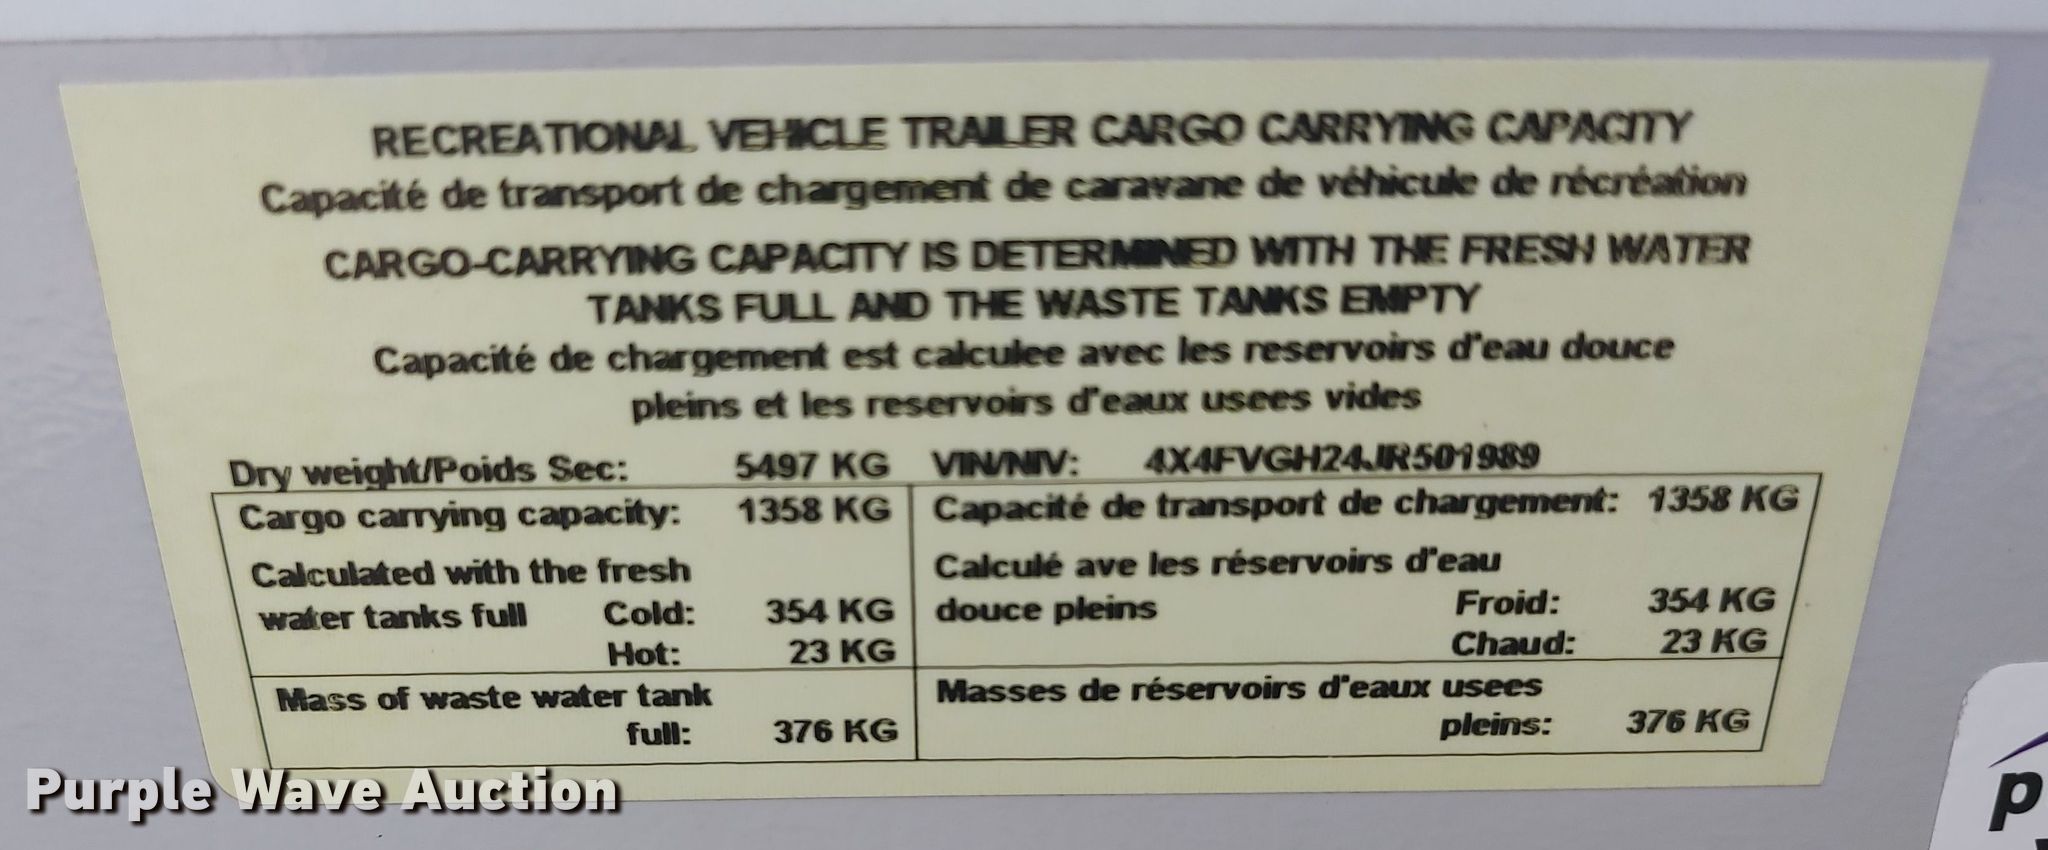 RECREATIONAL VEHICLE TRAILER CARGO CARRYING CAPACITY
Capacité de transport de chargement de caravane de véhicule de récréation
CARGO-CARRYING CAPACITY IS DETERMINED WITH THE FRESH WATER
TANKS FULL AND THE WASTE TANKS EMPTY
Capacité de chargement est calculee avec les reservoirs d'eau douce
pleins et les reservoirs d'eaux usees vides
Dry weight/Poids Sec: 5497 KG VIN/NIV: 4X4FVGH24JR501989
Cargo carrying capacity: 1358 KG Capacité de transport de chargement: 1358 KG
Calculated with the fresh Calculé ave les réservoirs d'eau
water tanks full Cold: 354 KG douce pleins Froid: 354 KG
Hot: 23 KG Chaud: 23 KG
Mass of waste water tank Masses de réservoirs d'eaux usees
full: 376 KG pleins: 376 KG
Purple Wave Auction